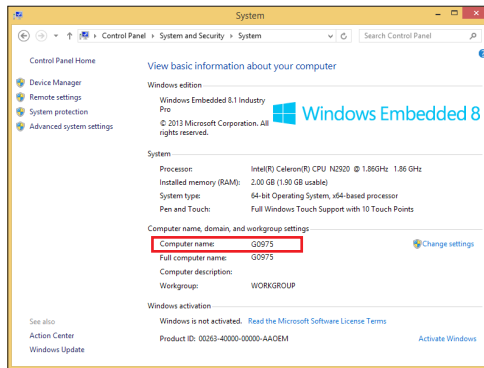 System
Control Panel ▸ System and Security ▸ System
Search Control Panel
Control Panel Home
Device Manager
Remote settings
System protection
Advanced system settings
See also
Action Center
Windows Update
View basic information about your computer
Windows edition
Windows Embedded 8.1 Industry
Pro
© 2013 Microsoft Corporation. All
rights reserved.
Windows Embedded 8
System
Processor: Intel(R) Celeron(R) CPU N2920 @ 1.86GHz 1.86 GHz
Installed memory (RAM): 2.00 GB (1.90 GB usable)
System type: 64-bit Operating System, x64-based processor
Pen and Touch: Full Windows Touch Support with 10 Touch Points
Computer name, domain, and workgroup settings
Computer name: G0975
Change settings
Full computer name: G0975
Computer description:
Workgroup: WORKGROUP
Windows activation
Windows is not activated. Read the Microsoft Software License Terms
Product ID: 00263-40000-00000-AAOEM
Activate Windows